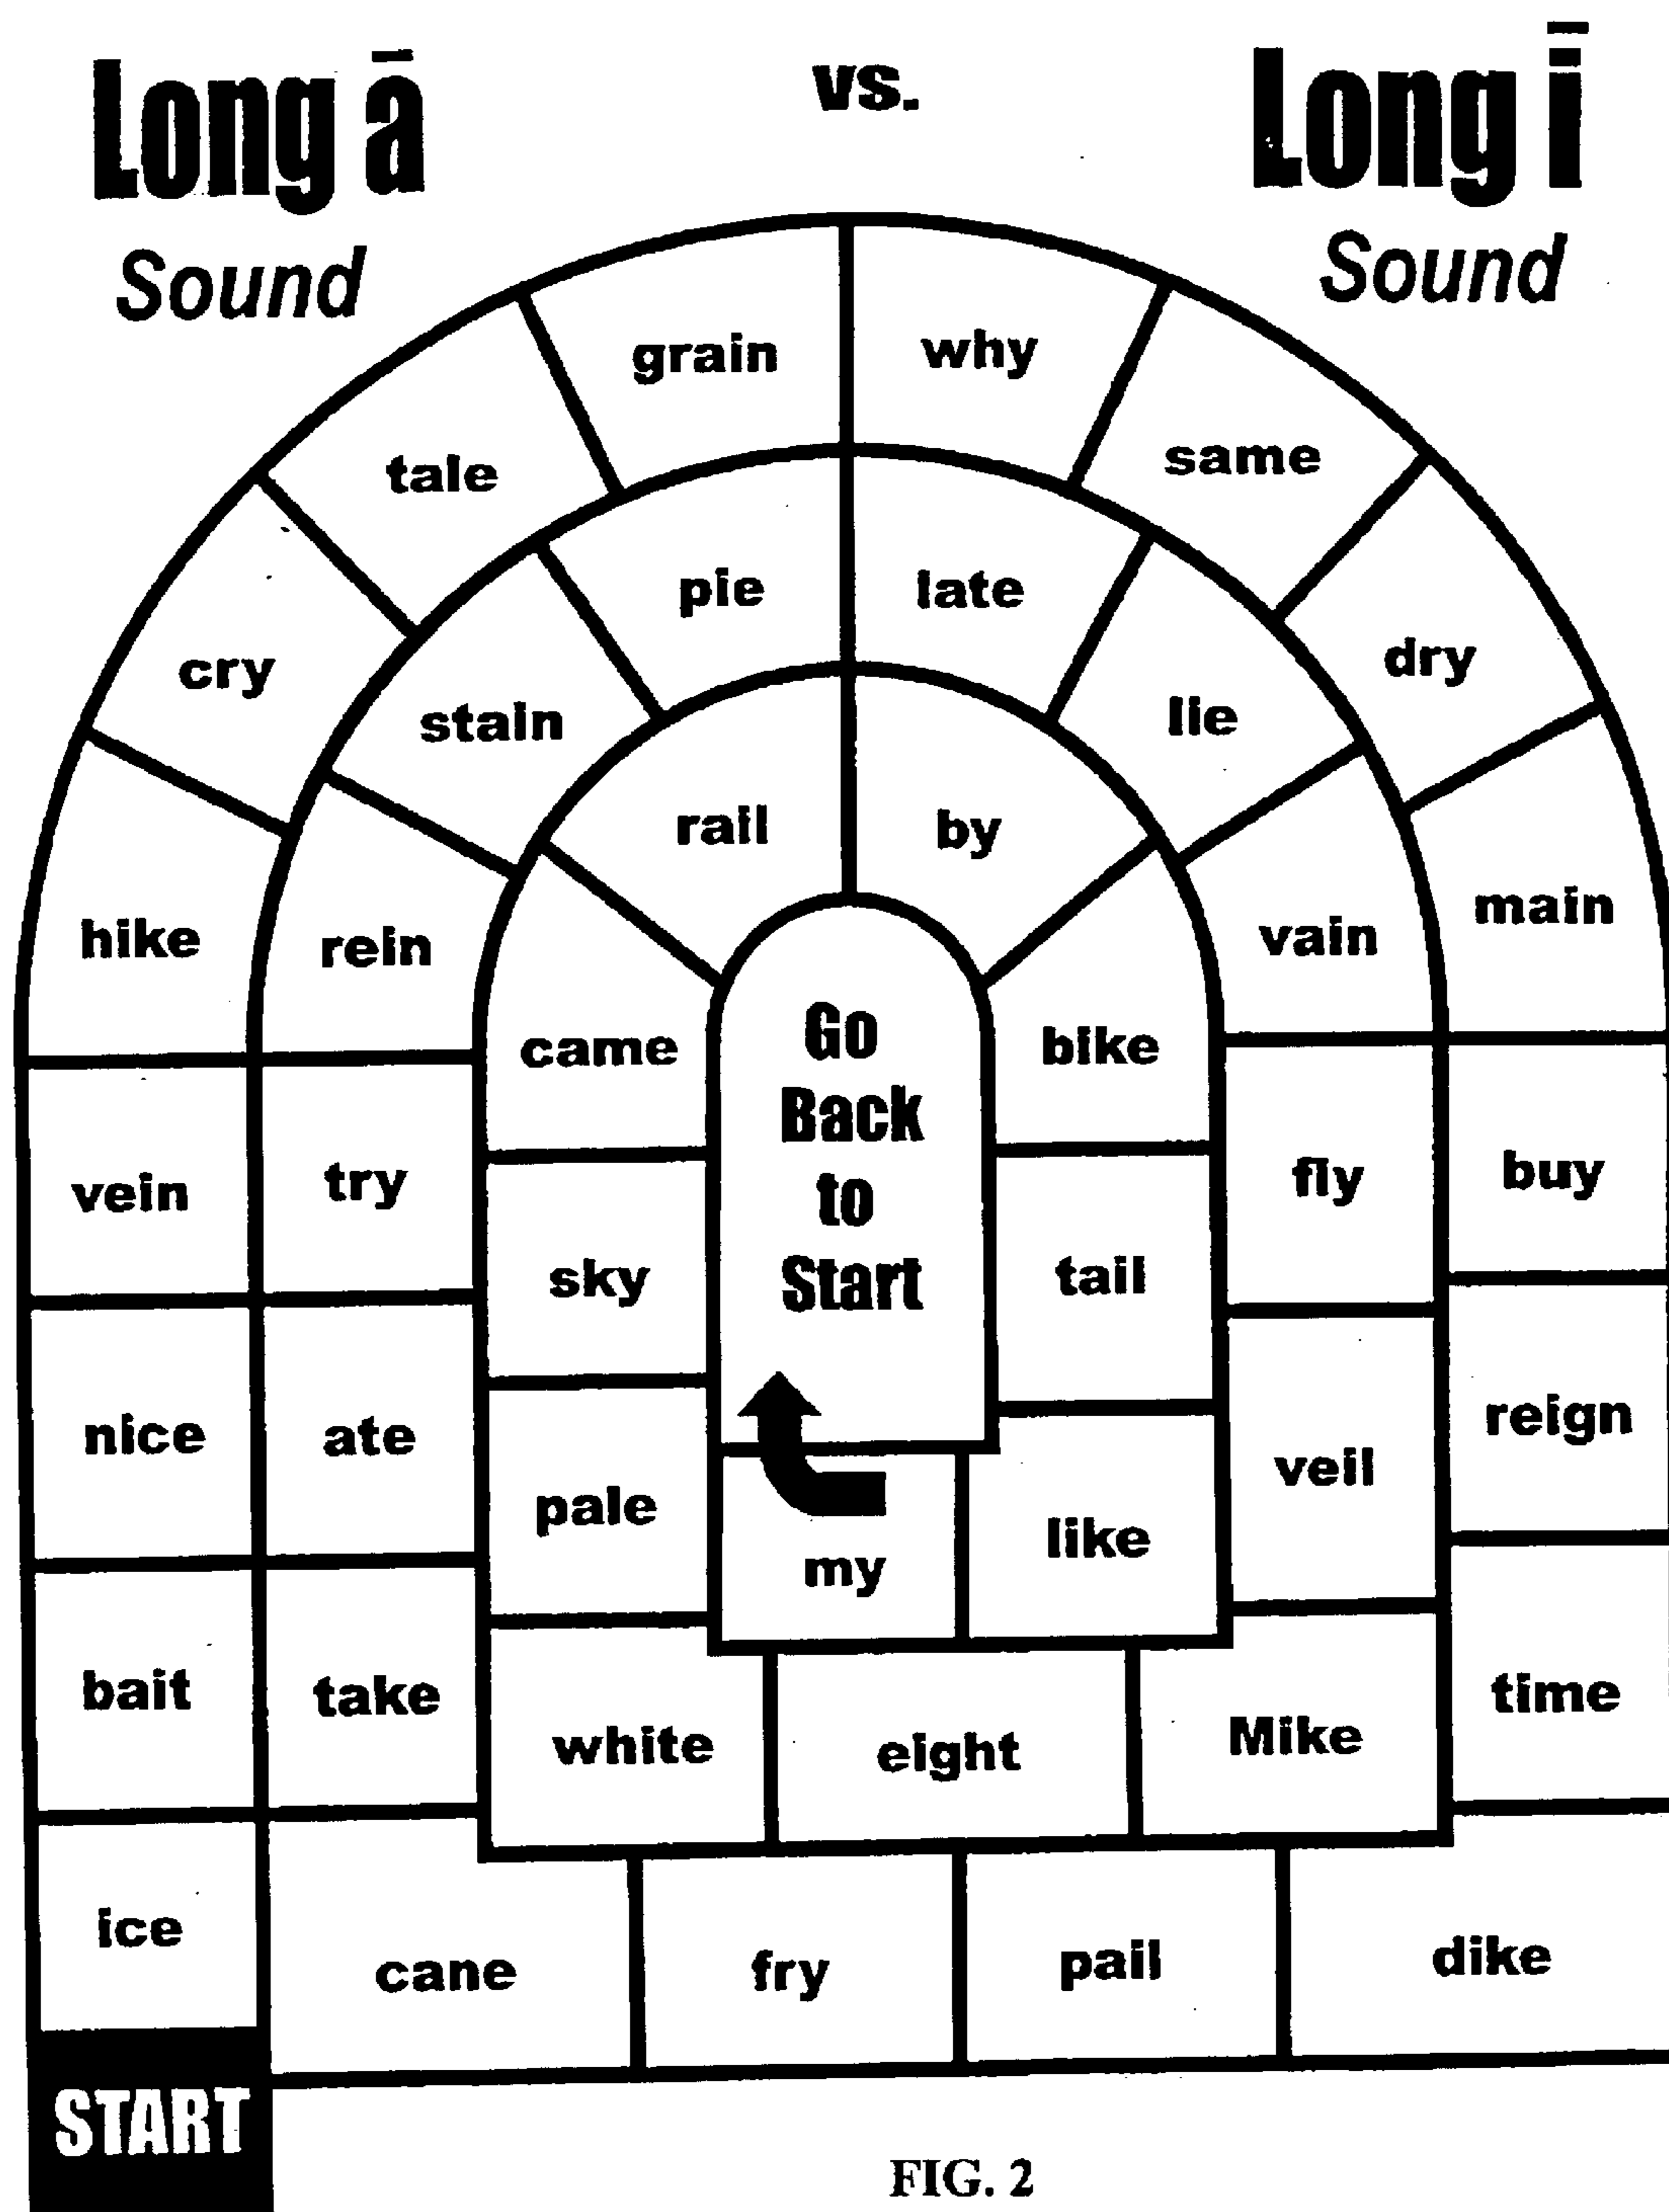 Long ā vs. Long ī
Sound Sound
grain why
tale same
pie late
cry dry
stain lie
rail by
hike rein vain main
came Go bike
Back
to
Start
vein try fly buy
sky tail
nice ate veil reign
pale like
my
bait take time
white eight Mike
ice
cane fry pail dike
START
FIG. 2